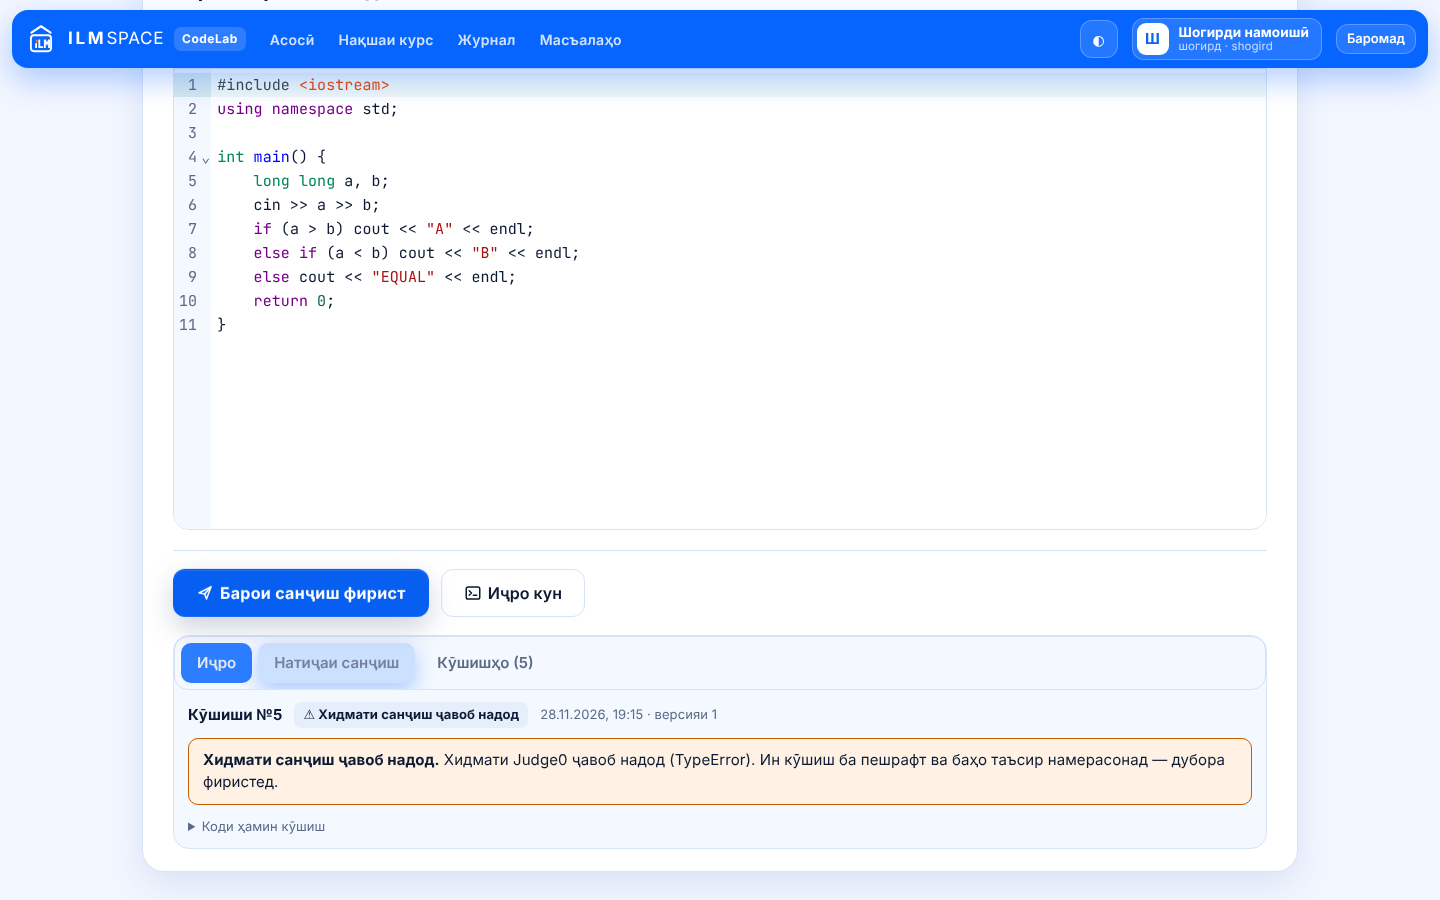 ILMSPACE CodeLab Асосӣ Нақшаи курс Журнал Масъалаҳо
Ш Шогирди намоишӣ
шогирд · shogird
Баромад
1 #include <iostream>
2 using namespace std;
3
4 int main() {
5 long long a, b;
6 cin >> a >> b;
7 if (a > b) cout << "A" << endl;
8 else if (a < b) cout << "B" << endl;
9 else cout << "EQUAL" << endl;
10 return 0;
11 }
Барои санҷиш фирист Иҷро кун
Иҷро Натиҷаи санҷиш Кӯшишҳо (5)
Кӯшиши №5 ⚠ Хидмати санҷиш ҷавоб надод 28.11.2026, 19:15 · версияи 1
Хидмати санҷиш ҷавоб надод. Хидмати Judge0 ҷавоб надод (TypeError). Ин кӯшиш ба пешрафт ва баҳо таъсир намерасонад — дубора
фиристед.
▶ Коди ҳамин кӯшиш